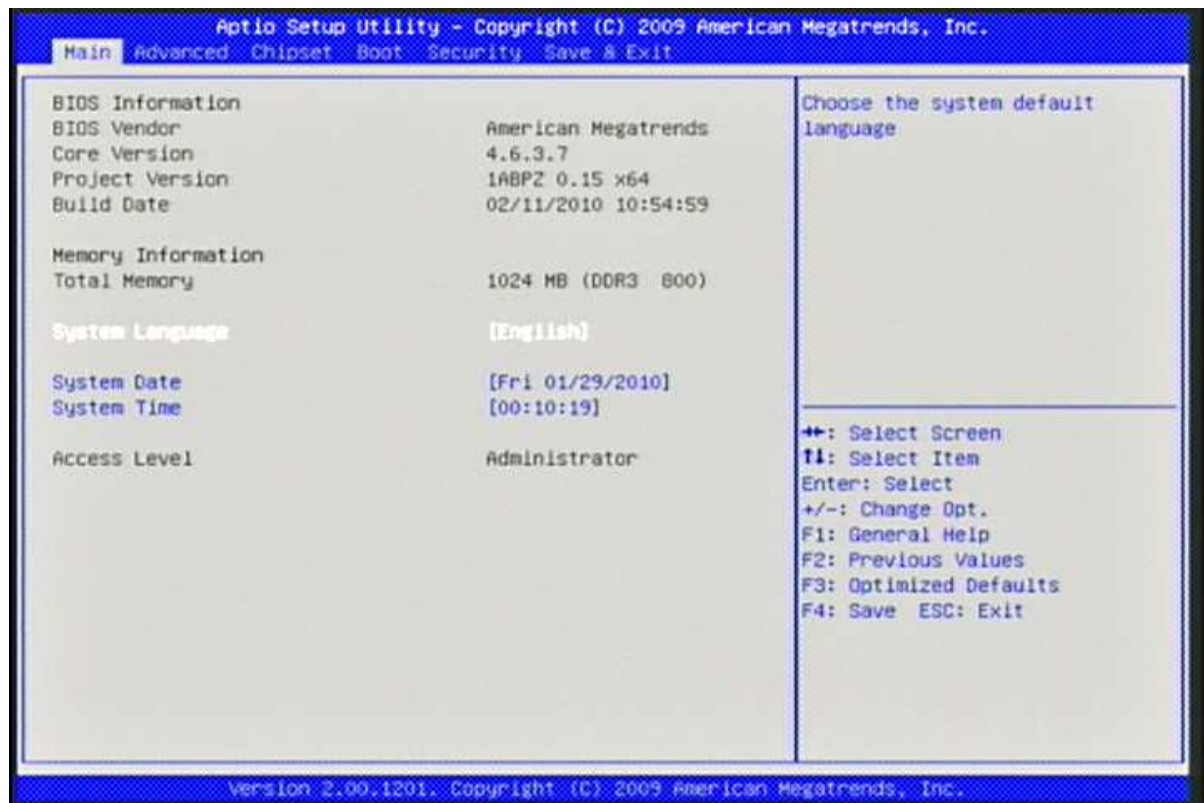 Aptio Setup Utility – Copyright (C) 2009 American Megatrends, Inc.
Main Advanced Chipset Boot Security Save & Exit
BIOS Information
BIOS Vendor American Megatrends
Core Version 4.6.3.7
Project Version 1ABPZ 0.15 x64
Build Date 02/11/2010 10:54:59
Memory Information
Total Memory 1024 MB (DDR3 800)
System Language [English]
System Date [Fri 01/29/2010]
System Time [00:10:19]
Access Level Administrator
Choose the system default
language
→←: Select Screen
↑↓: Select Item
Enter: Select
+/-: Change Opt.
F1: General Help
F2: Previous Values
F3: Optimized Defaults
F4: Save ESC: Exit
Version 2.00.1201. Copyright (C) 2009 American Megatrends, Inc.